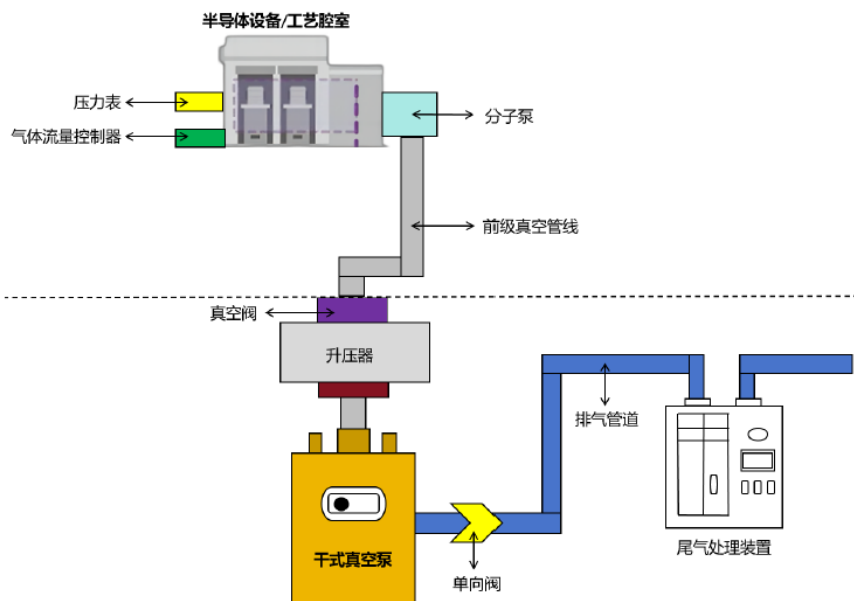 半导体设备/工艺腔室
压力表
分子泵
气体流量控制器
前级真空管线
真空阀
升压器
排气管道
干式真空泵
单向阀
尾气处理装置